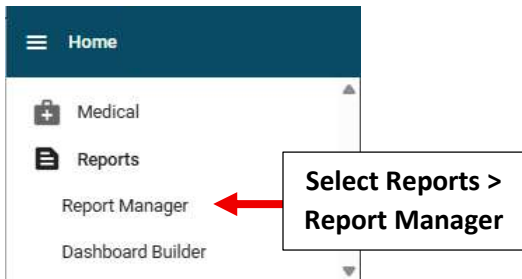 Home
Medical
Reports
Report Manager
Dashboard Builder
Select Reports >
Report Manager